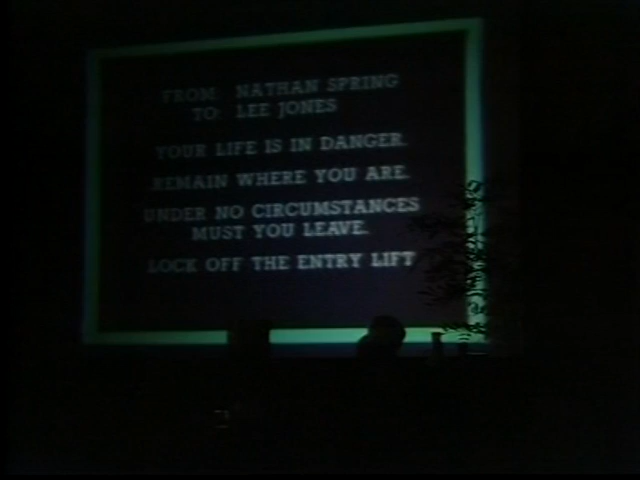 FROM: NATHAN SPRING
TO: LEE JONES
YOUR LIFE IS IN DANGER.
REMAIN WHERE YOU ARE.
UNDER NO CIRCUMSTANCES
MUST YOU LEAVE.
LOCK OFF THE ENTRY LIFT